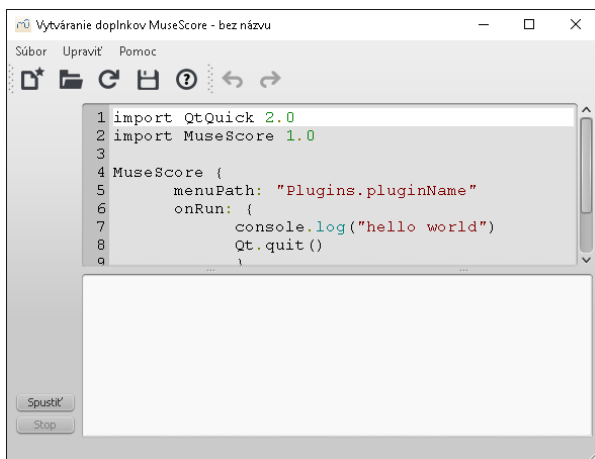 Vytváranie doplnkov MuseScore - bez názvu
Súbor Upraviť Pomoc
1 import QtQuick 2.0
2 import MuseScore 1.0
3
4 MuseScore {
5 menuPath: "Plugins.pluginName"
6 onRun: {
7 console.log("hello world")
8 Qt.quit()
9 }
Spustiť
Stop